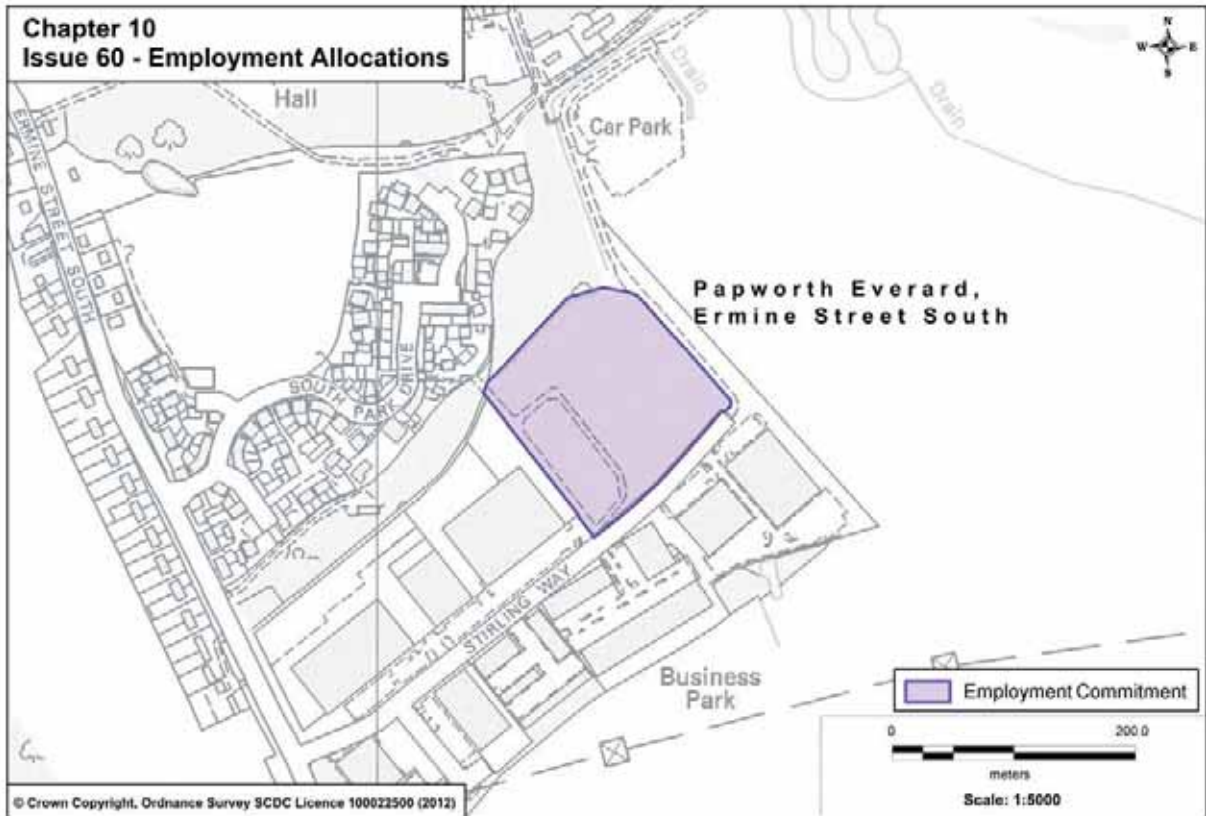 Chapter 10
Issue 60 - Employment Allocations
N
W E
S
Hall
Drain
Car Park
Drain
ERMINE STREET SOUTH
Papworth Everard,
Ermine Street South
SOUTH PARK DRIVE
STIRLING WAY
Business
Park
Employment Commitment
0 200.0
meters
Scale: 1:5000
© Crown Copyright. Ordnance Survey SCDC Licence 100022500 (2012)